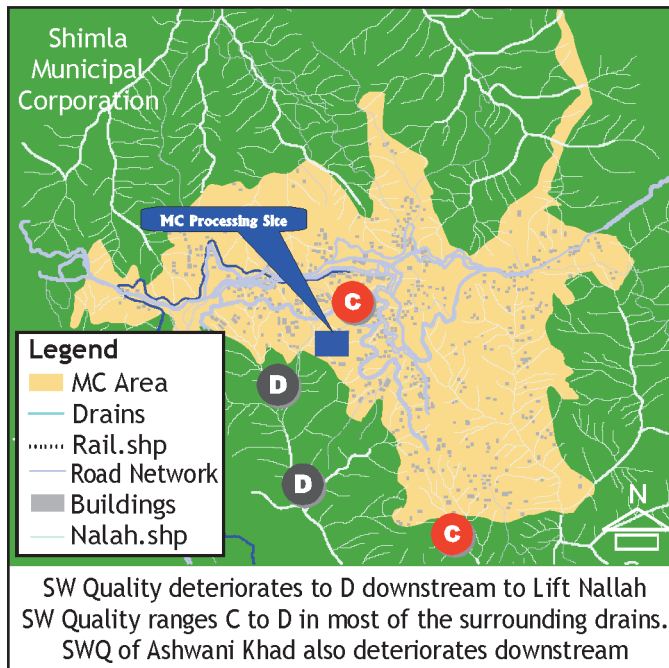 Shimla
Municipal
Corporation
MC Processing Site
C
D
D
C
Legend
MC Area
Drains
Rail.shp
Road Network
Buildings
Nalah.shp
N
SW Quality deteriorates to D downstream to Lift Nallah
SW Quality ranges C to D in most of the surrounding drains.
SWQ of Ashwani Khad also deteriorates downstream